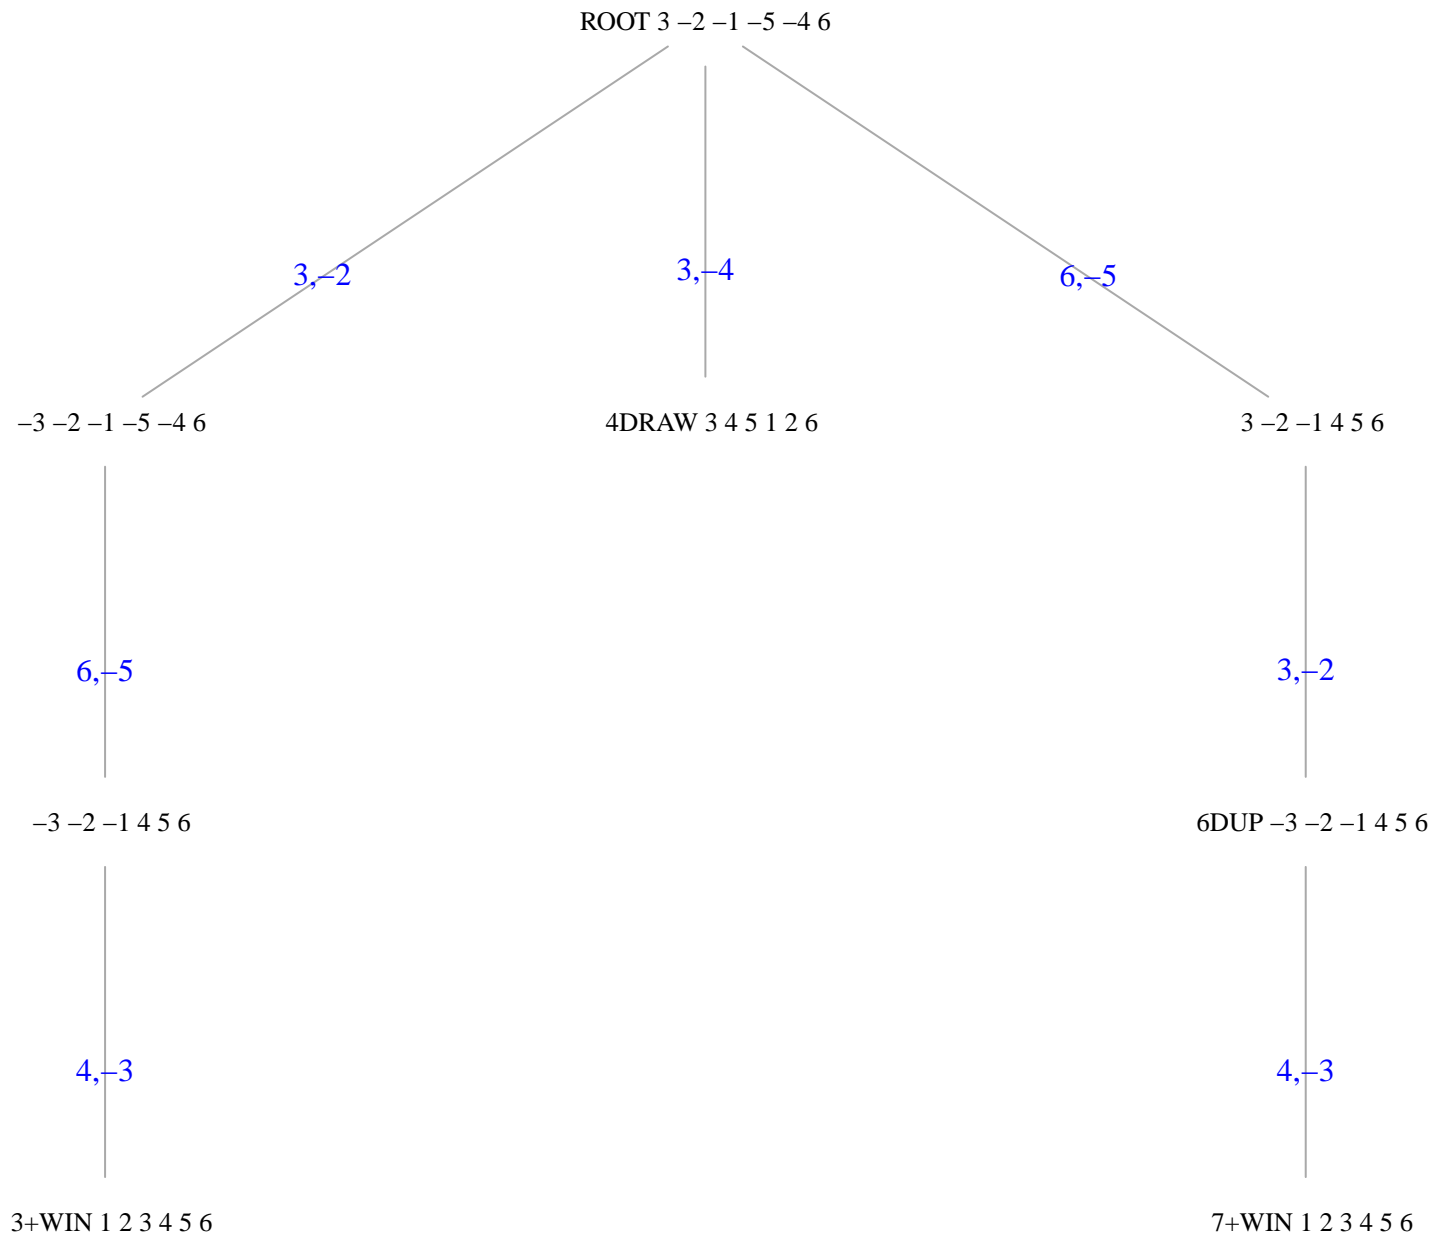 ROOT 3 –2 –1 –5 –4 6
3,–2
3,–4
6,–5
–3 –2 –1 –5 –4 6
4DRAW 3 4 5 1 2 6
3 –2 –1 4 5 6
6,–5
3,–2
–3 –2 –1 4 5 6
6DUP –3 –2 –1 4 5 6
4,–3
4,–3
3+WIN 1 2 3 4 5 6
7+WIN 1 2 3 4 5 6